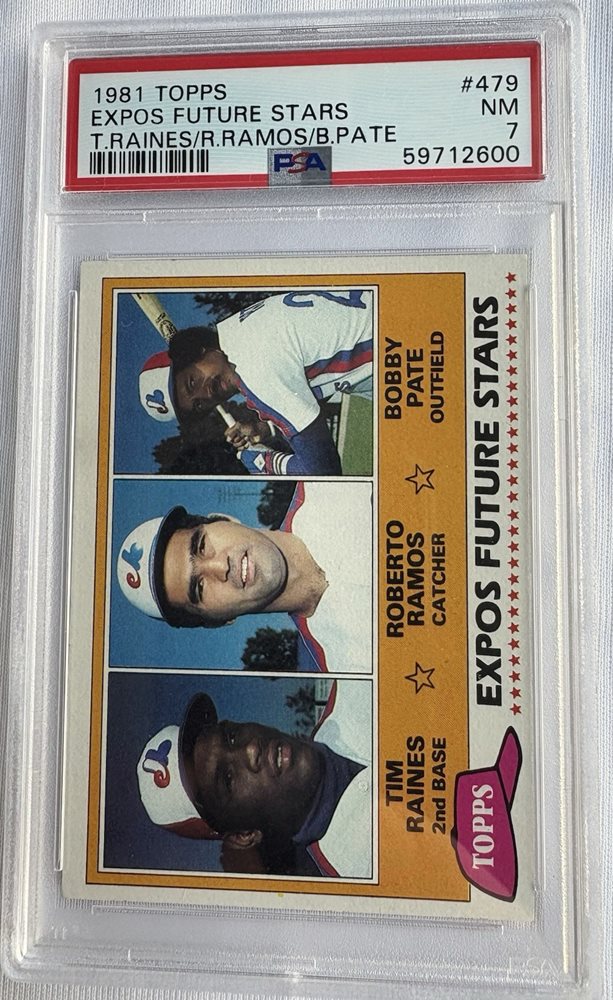 1981 TOPPS #479
EXPOS FUTURE STARS NM
T.RAINES/R.RAMOS/B.PATE 7
PSA 59712600
TIM
RAINES
2nd BASE
ROBERTO
RAMOS
CATCHER
BOBBY
PATE
OUTFIELD
TOPPS
EXPOS FUTURE STARS
PSA